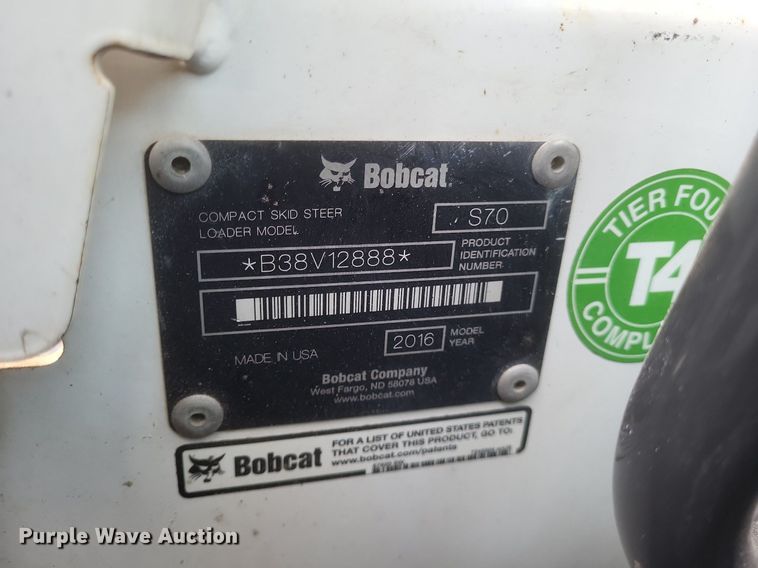 Bobcat.
COMPACT SKID STEER
LOADER MODEL
S70
*B38V12888*
PRODUCT
IDENTIFICATION
NUMBER
MADE IN USA
2016
MODEL
YEAR
Bobcat Company
West Fargo, ND 58078 USA
www.bobcat.com
Bobcat
FOR A LIST OF UNITED STATES PATENTS
THAT COVER THIS PRODUCT, GO TO:
www.bobcat.com/patents
TIER FOU
T4
COMPL
Purple Wave Auction